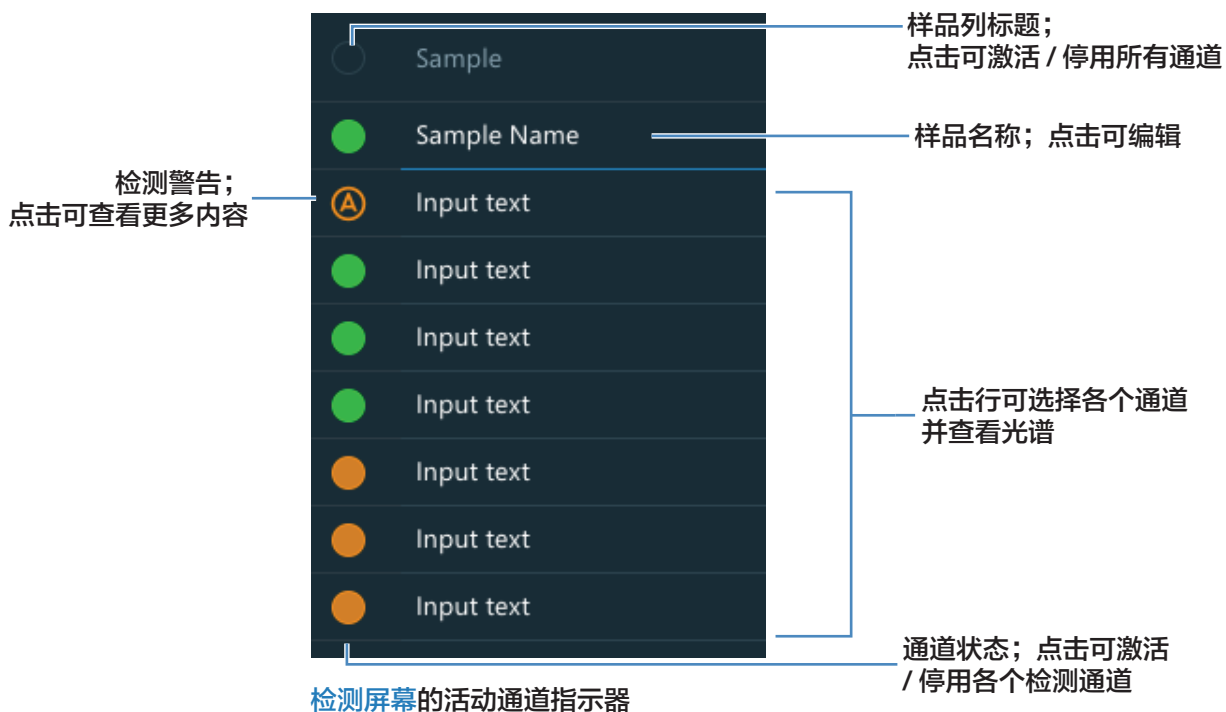 样品列标题；
点击可激活 / 停用所有通道
Sample
Sample Name
样品名称；点击可编辑
检测警告；
点击可查看更多内容
A
Input text
Input text
Input text
Input text
点击行可选择各个通道
并查看光谱
Input text
Input text
Input text
通道状态；点击可激活
/ 停用各个检测通道
检测屏幕的活动通道指示器